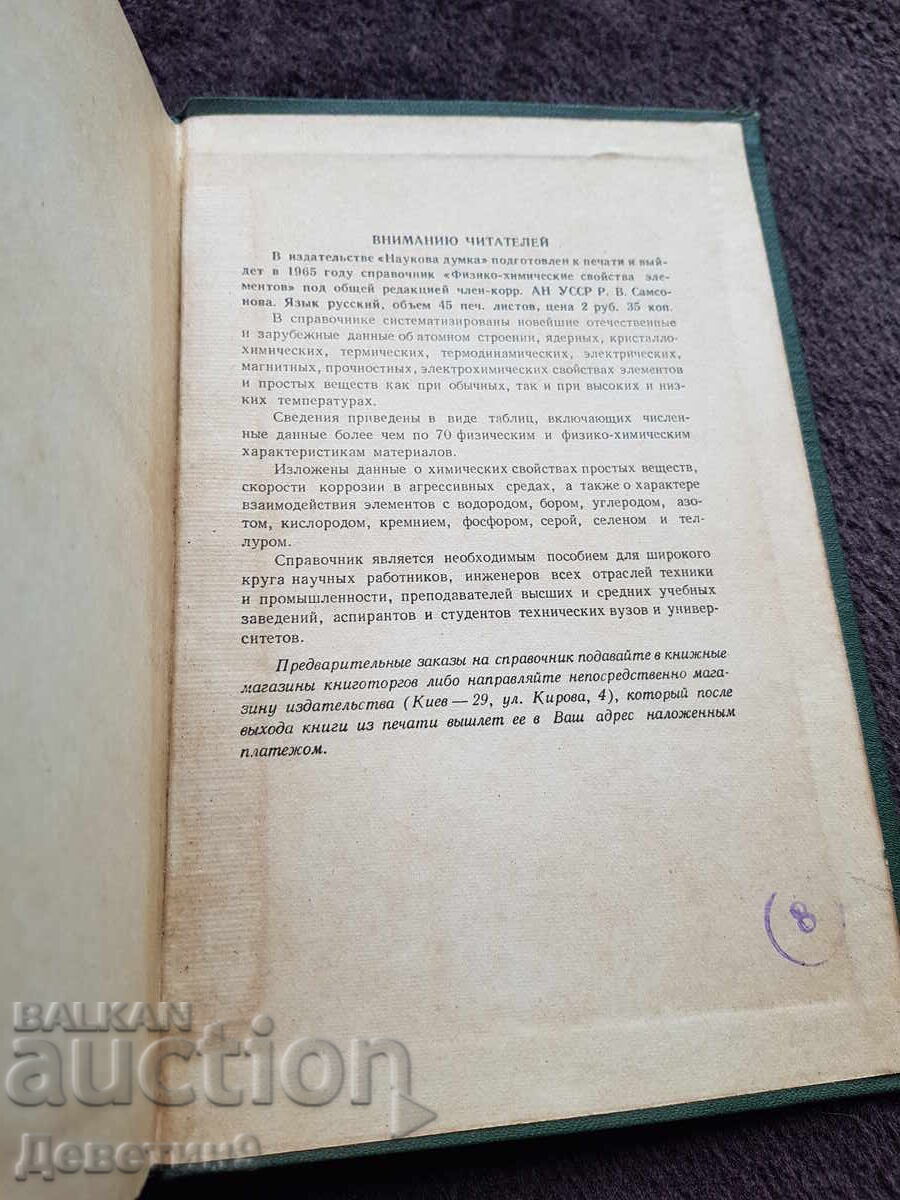 ВНИМАНИЮ ЧИТАТЕЛЕЙ
В издательстве «Наукова думка» подготовлен к печати и вый-
дет в 1965 году справочник «Физико-химические свойства эле-
ментов» под общей редакцией член-корр. АН УССР Р. В. Самсо-
нова. Язык русский, объем 45 печ. листов, цена 2 руб. 35 коп.
В справочнике систематизированы новейшие отечественные
и зарубежные данные об атомном строении, ядерных, кристалло-
химических, термических, термодинамических, электрических,
магнитных, прочностных, электрохимических свойствах элементов
и простых веществ как при обычных, так и при высоких и низ-
ких температурах.
Сведения приведены в виде таблиц, включающих числен-
ные данные более чем по 70 физическим и физико-химическим
характеристикам материалов.
Изложены данные о химических свойствах простых веществ,
скорости коррозии в агрессивных средах, а также о характере
взаимодействия элементов с водородом, бором, углеродом, азо-
том, кислородом, кремнием, фосфором, серой, селеном и тел-
луром.
Справочник является необходимым пособием для широкого
круга научных работников, инженеров всех отраслей техники
и промышленности, преподавателей высших и средних учебных
заведений, аспирантов и студентов технических вузов и универ-
ситетов.
Предварительные заказы на справочник подавайте в книжные
магазины книготоргов либо направляйте непосредственно мага-
зину издательства (Киев — 29, ул. Кирова, 4), который после
выхода книги из печати вышлет ее в Ваш адрес наложенным
платежом.
8
BALKAN
auction
Деветин9